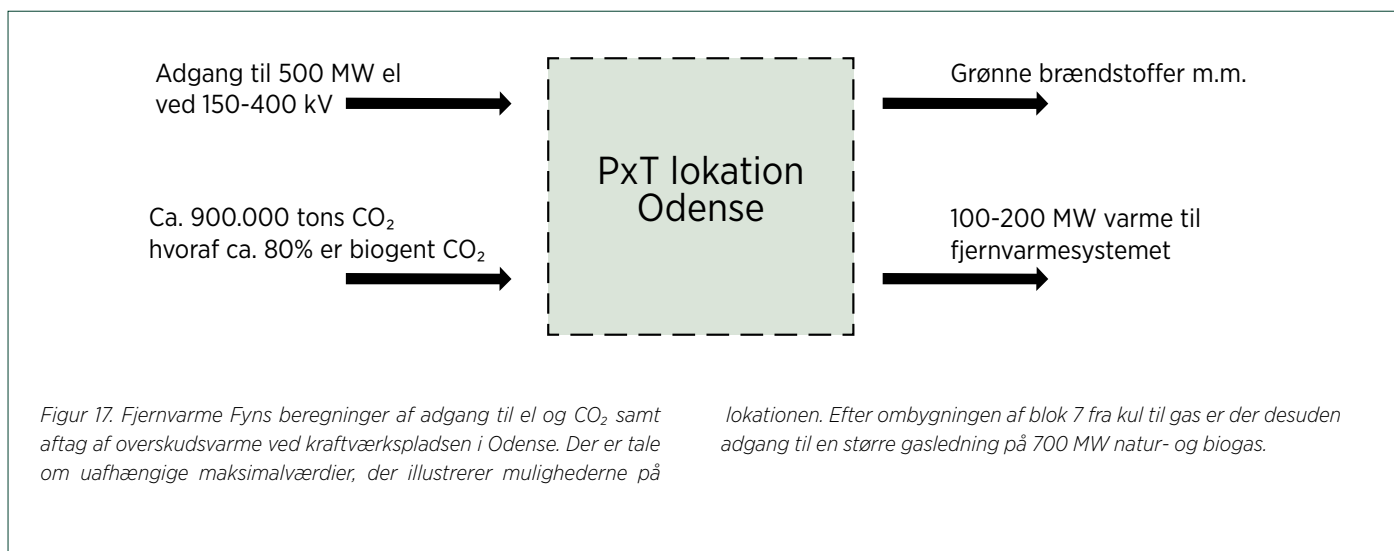 Adgang til 500 MW el
ved 150-400 kV
Ca. 900.000 tons CO₂
hvoraf ca. 80% er biogent CO₂
PxT lokation
Odense
Grønne brændstoffer m.m.
100-200 MW varme til
fjernvarmesystemet
Figur 17. Fjernvarme Fyns beregninger af adgang til el og CO₂ samt
aftag af overskudsvarme ved kraftværkspladsen i Odense. Der er tale
om uafhængige maksimalværdier, der illustrerer mulighederne på
lokationen. Efter ombygningen af blok 7 fra kul til gas er der desuden
adgang til en større gasledning på 700 MW natur- og biogas.